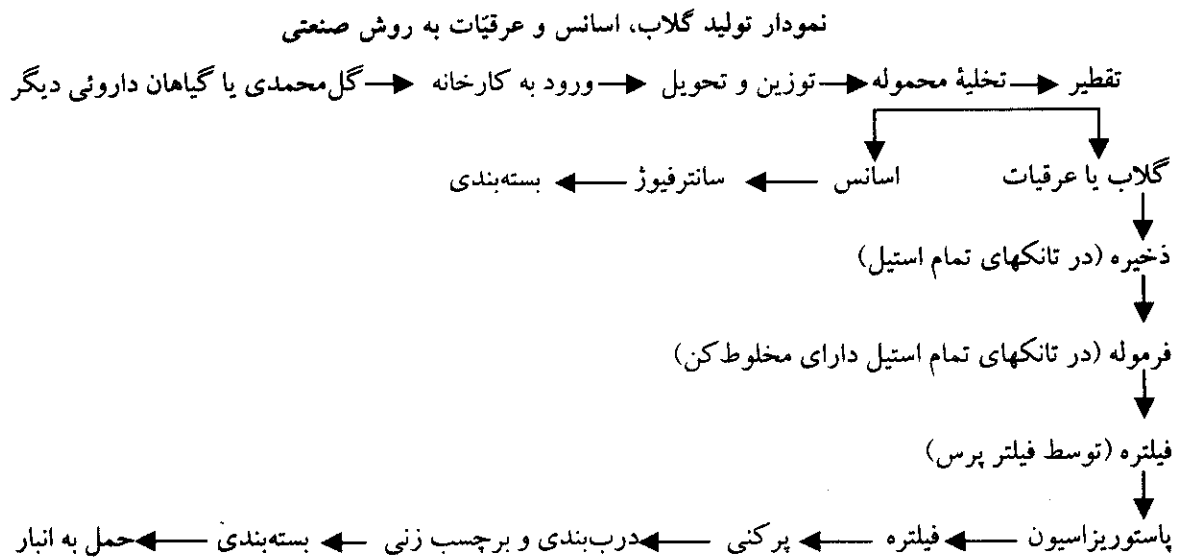 نمودار تولید گلاب، اسانس و عرقیّات به روش صنعتی
تقطیر تخلیهٔ محموله توزین و تحویل ورود به کارخانه گل‌محمدی یا گیاهان داروئی دیگر
گلاب یا عرقیات اسانس سانترفیوژ بسته‌بندی
ذخیره (در تانکهای تمام استیل)
فرموله (در تانکهای تمام استیل دارای مخلوط‌کن)
فیلتره (توسط فیلتر پرس)
پاستوریزاسیون فیلتره پرکنی درب‌بندی و برچسب زنی بسته‌بندی حمل به انبار